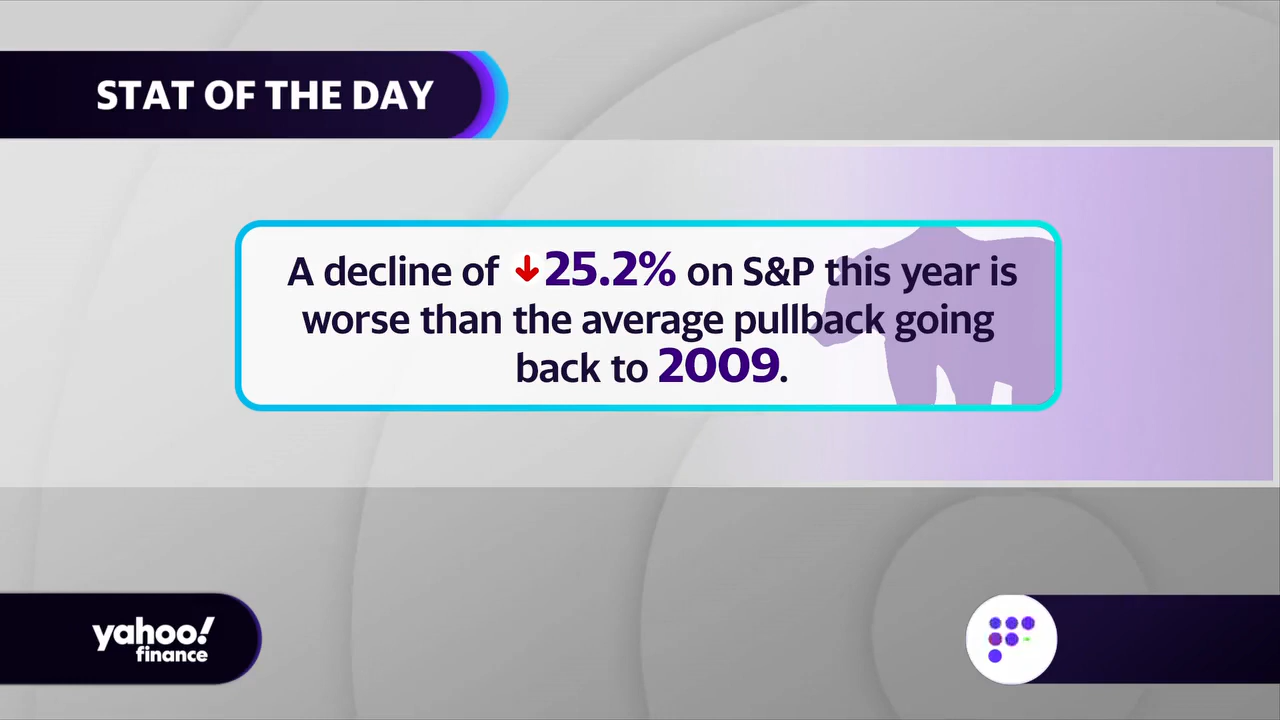 STAT OF THE DAY
A decline of ↓25.2% on S&P this year is
worse than the average pullback going
back to 2009.
yahoo!
finance